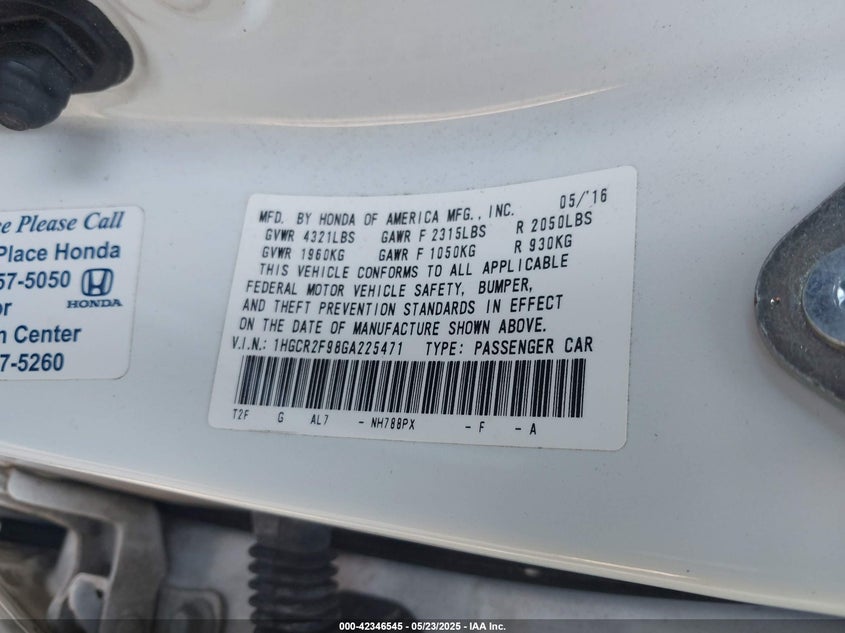 ce Please Call
Place Honda
57-5050
HONDA
or
n Center
7-5260
MFD. BY HONDA OF AMERICA MFG., INC. 05/'16
GVWR 4321LBS GAWR F 2315LBS R 2050LBS
GVWR 1960KG GAWR F 1050KG R 930KG
THIS VEHICLE CONFORMS TO ALL APPLICABLE
FEDERAL MOTOR VEHICLE SAFETY, BUMPER,
AND THEFT PREVENTION STANDARDS IN EFFECT
ON THE DATE OF MANUFACTURE SHOWN ABOVE.
V.I.N.: 1HGCR2F98GA225471 TYPE: PASSENGER CAR
T2F G AL7 - NH788PX - F - A
000-42346545 - 05/23/2025 - IAA Inc.